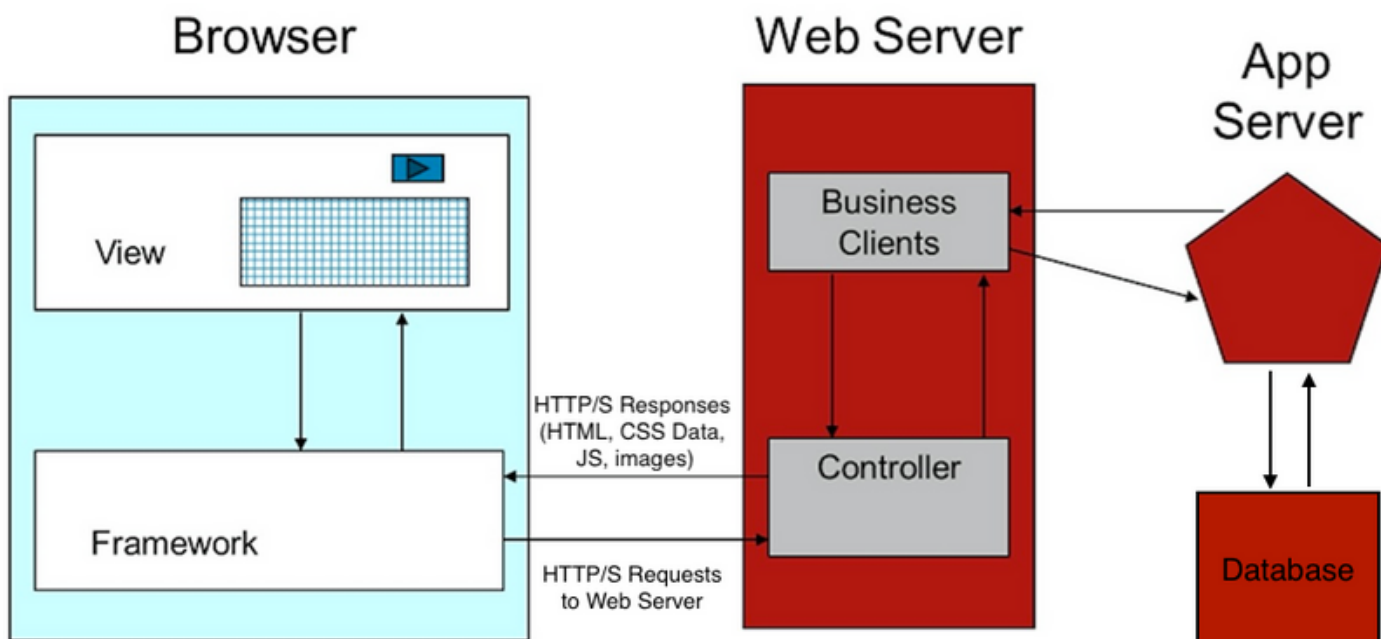 Browser
Web Server
App
Server
View
Business
Clients
HTTP/S Responses
(HTML, CSS Data,
JS, images)
Controller
Framework
HTTP/S Requests
to Web Server
Database